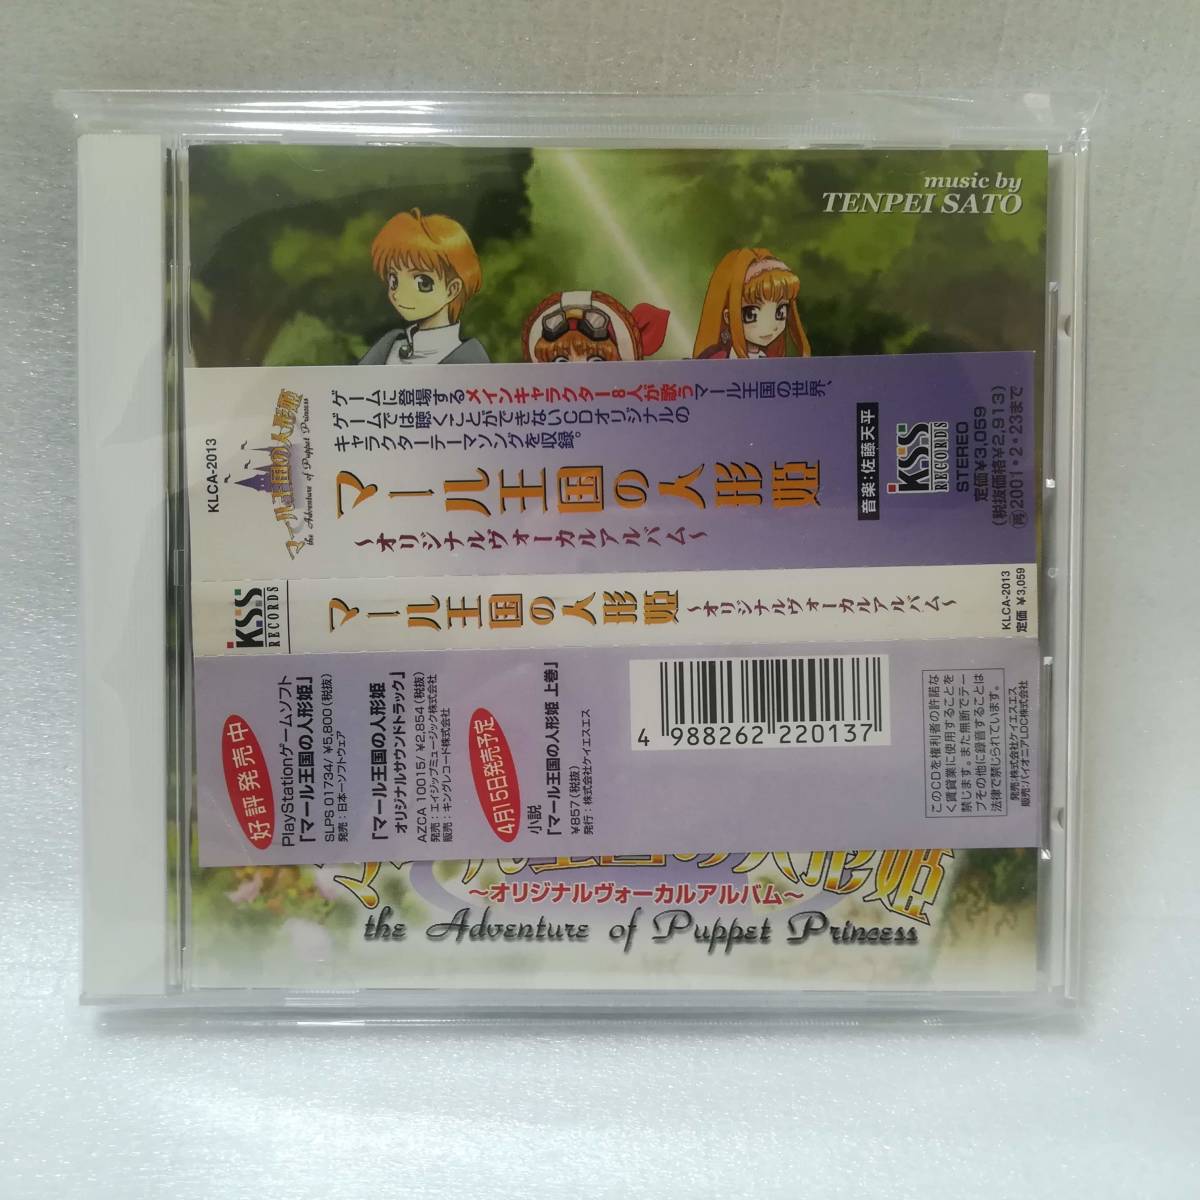 music by
TENPEI SATO
KLCA-2013
マール王国の人形姫
the Adventure of Puppet Princess
ゲームに登場するメインキャラクター8人が歌うマール王国の世界、
ゲームでは聴くことができないCDオリジナルの
キャラクターテーマソングを収録。
マール王国の人形姫
～オリジナルヴォーカルアルバム～
音楽:佐藤天平
KSS
RECORDS
STEREO
定価¥3,059
(税抜価格¥2,913)
再2001・2・23まで
KSS
RECORDS
マール王国の人形姫
～オリジナルヴォーカルアルバム～
KLCA-2013
定価 ¥3,059
好評発売中
PlayStationゲームソフト
「マール王国の人形姫」
SLPS 01734/ ¥5,800(税抜)
発売:日本一ソフトウェア
「マール王国の人形姫
オリジナルサウンドトラック」
AZCA 10015/ ¥2,854(税抜)
発売:エイジップミュージック株式会社
販売:キングレコード株式会社
4月15日発売予定
小説
「マール王国の人形姫 上巻」
¥857(税抜)
発行:株式会社ケイエスエス
4 988262 220137
このCDを権利者の許諾な
く賃貸業に使用することを
禁じます。また無断でテー
プその他に録音することは
法律で禁じられています。
発売:株式会社ケイエスエス
販売:パイオニアLDC株式会社
マール王国の人形姫
～オリジナルヴォーカルアルバム～
the Adventure of Puppet Princess